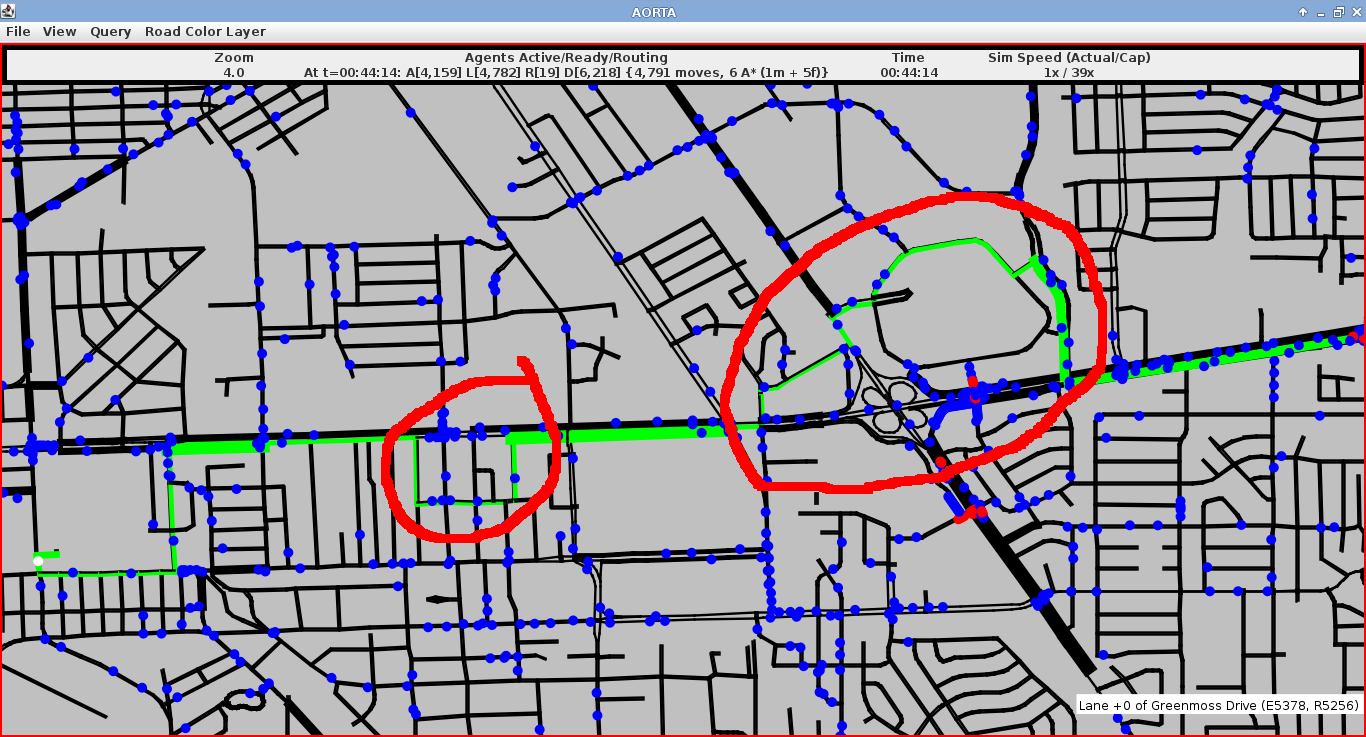 AORTA
File View Query Road Color Layer
Zoom Agents Active/Ready/Routing Time Sim Speed (Actual/Cap)
4.0 At t=00:44:14: A[4,159] L[4,782] R[19] D[6,218] {4,791 moves, 6 A* (1m + 5f)} 00:44:14 1x / 39x
Lane +0 of Greenmoss Drive (E5378, R5256)